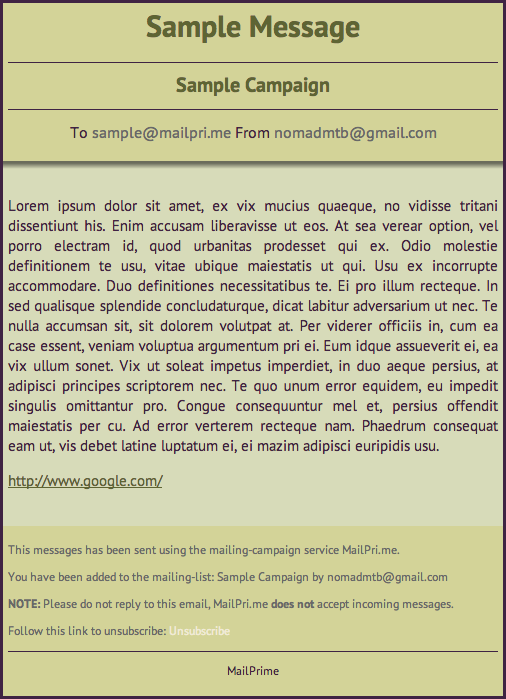 Sample Message
Sample Campaign
To sample@mailpri.me From nomadmtb@gmail.com
Lorem ipsum dolor sit amet, ex vix mucius quaeque, no vidisse tritani
dissentiunt his. Enim accusam liberavisse ut eos. At sea verear option, vel
porro electram id, quod urbanitas prodesset qui ex. Odio molestie
definitionem te usu, vitae ubique maiestatis ut qui. Usu ex incorrupte
accommodare. Duo definitiones necessitatibus te. Ei pro illum recteque. In
sed qualisque splendide concludaturque, dicat labitur adversarium ut nec. Te
nulla accumsan sit, sit dolorem volutpat at. Per viderer officiis in, cum ea
case essent, veniam voluptua argumentum pri ei. Eum idque assueverit ei, ea
vix ullum sonet. Vix ut soleat impetus imperdiet, in duo aeque persius, at
adipisci principes scriptorem nec. Te quo unum error equidem, eu impedit
singulis omittantur pro. Congue consequuntur mel et, persius offendit
maiestatis per cu. Ad error verterem recteque nam. Phaedrum consequat
eam ut, vis debet latine luptatum ei, ei mazim adipisci euripidis usu.
http://www.google.com/
This messages has been sent using the mailing-campaign service MailPri.me.
You have been added to the mailing-list: Sample Campaign by nomadmtb@gmail.com
NOTE: Please do not reply to this email, MailPri.me does not accept incoming messages.
Follow this link to unsubscribe: Unsubscribe
MailPrime